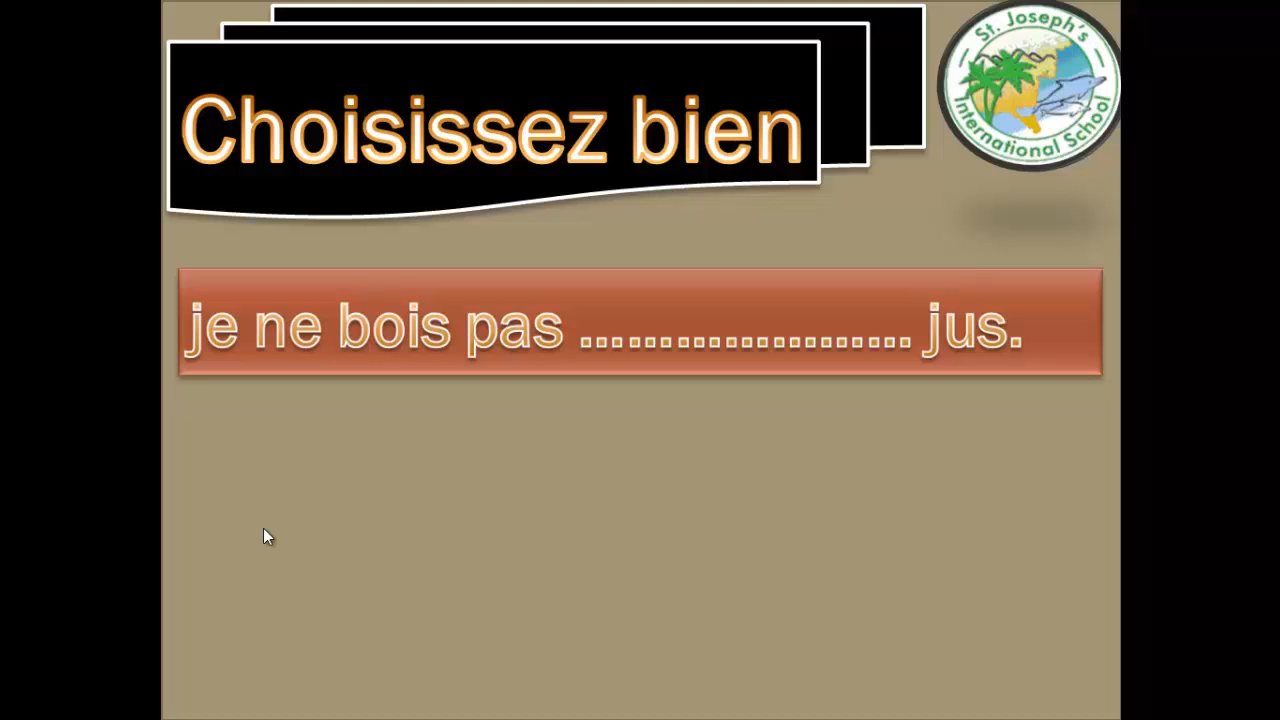 Choisissez bien
St. Joseph's
International School
je ne bois pas ..................... jus.